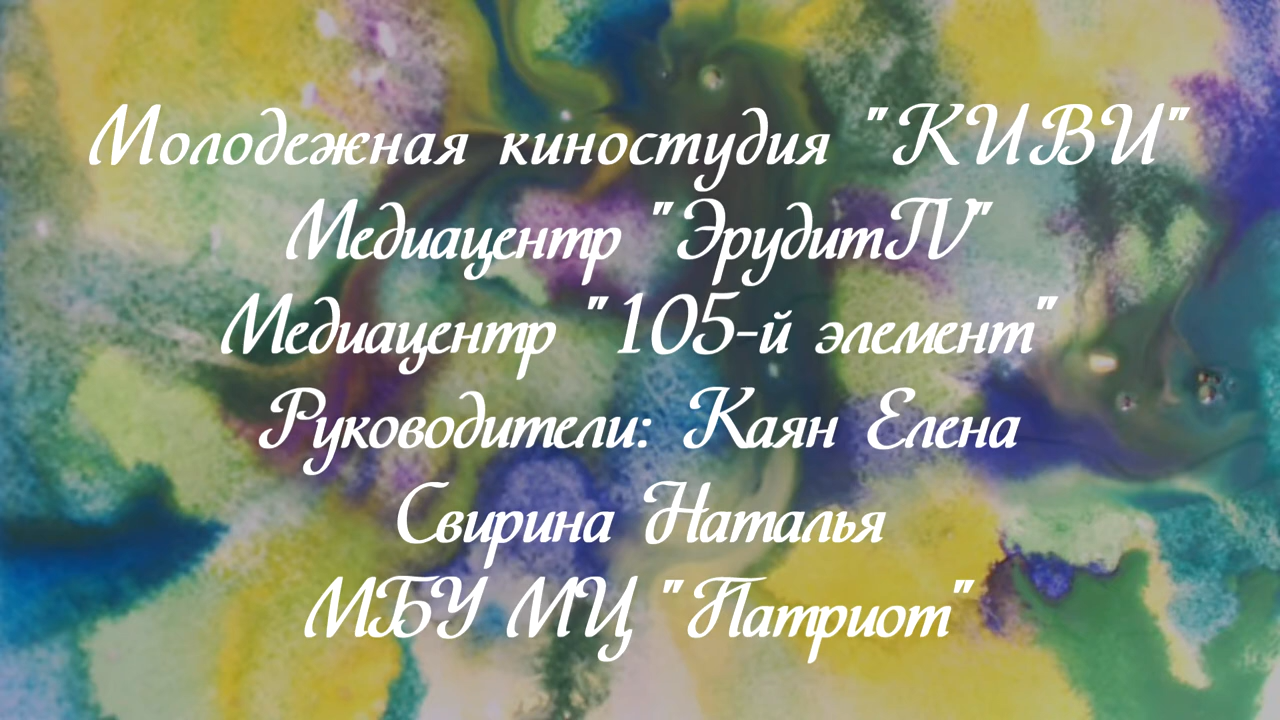 Молодежная киностудия "КИВИ"
Медиацентр "ЭрудитTV"
Медиацентр "105-й элемент"
Руководители: Каян Елена
Свирина Наталья
МБУ МЦ "Патриот"